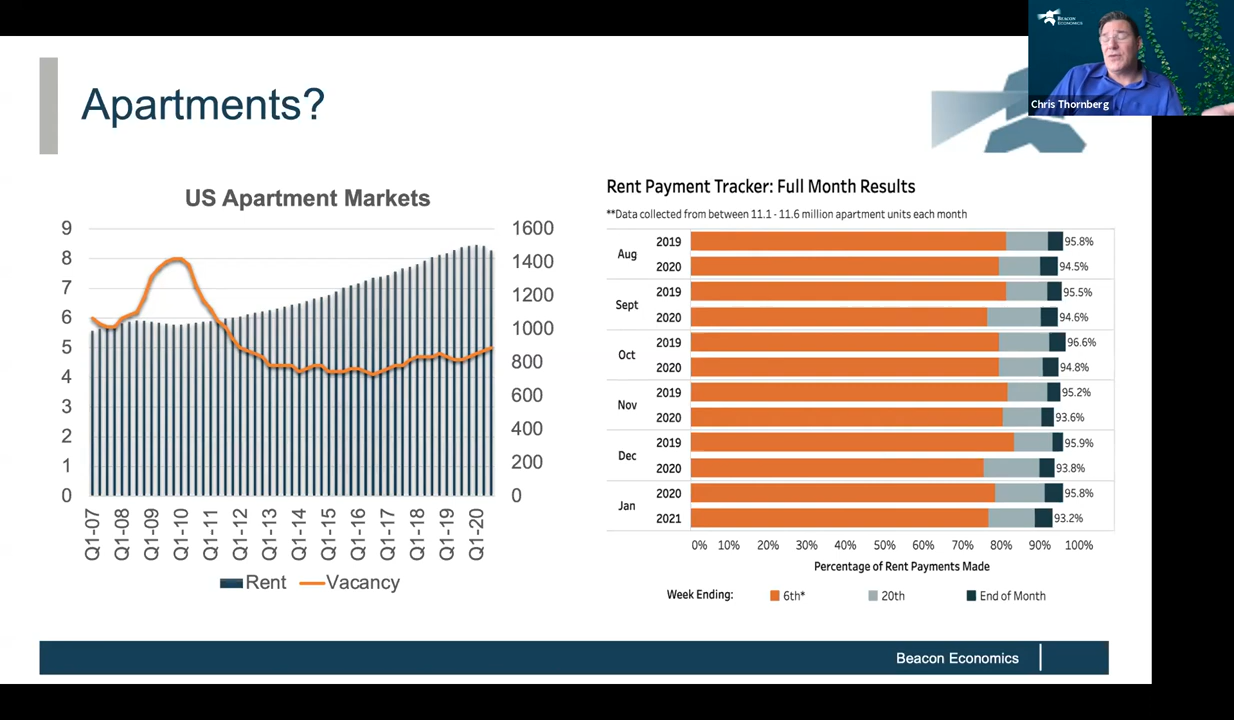 BEACON
ECONOMICS
Chris Thornberg
Apartments?
US Apartment Markets
9
8
7
6
5
4
3
2
1
0
1600
1400
1200
1000
800
600
400
200
0
Q1-07
Q1-08
Q1-09
Q1-10
Q1-11
Q1-12
Q1-13
Q1-14
Q1-15
Q1-16
Q1-17
Q1-18
Q1-19
Q1-20
Rent Vacancy
Rent Payment Tracker: Full Month Results
**Data collected from between 11.1 - 11.6 million apartment units each month
Aug
2019 95.8%
2020 94.5%
Sept
2019 95.5%
2020 94.6%
Oct
2019 96.6%
2020 94.8%
Nov
2019 95.2%
2020 93.6%
Dec
2019 95.9%
2020 93.8%
Jan
2020 95.8%
2021 93.2%
0% 10% 20% 30% 40% 50% 60% 70% 80% 90% 100%
Percentage of Rent Payments Made
Week Ending: 6th* 20th End of Month
Beacon Economics